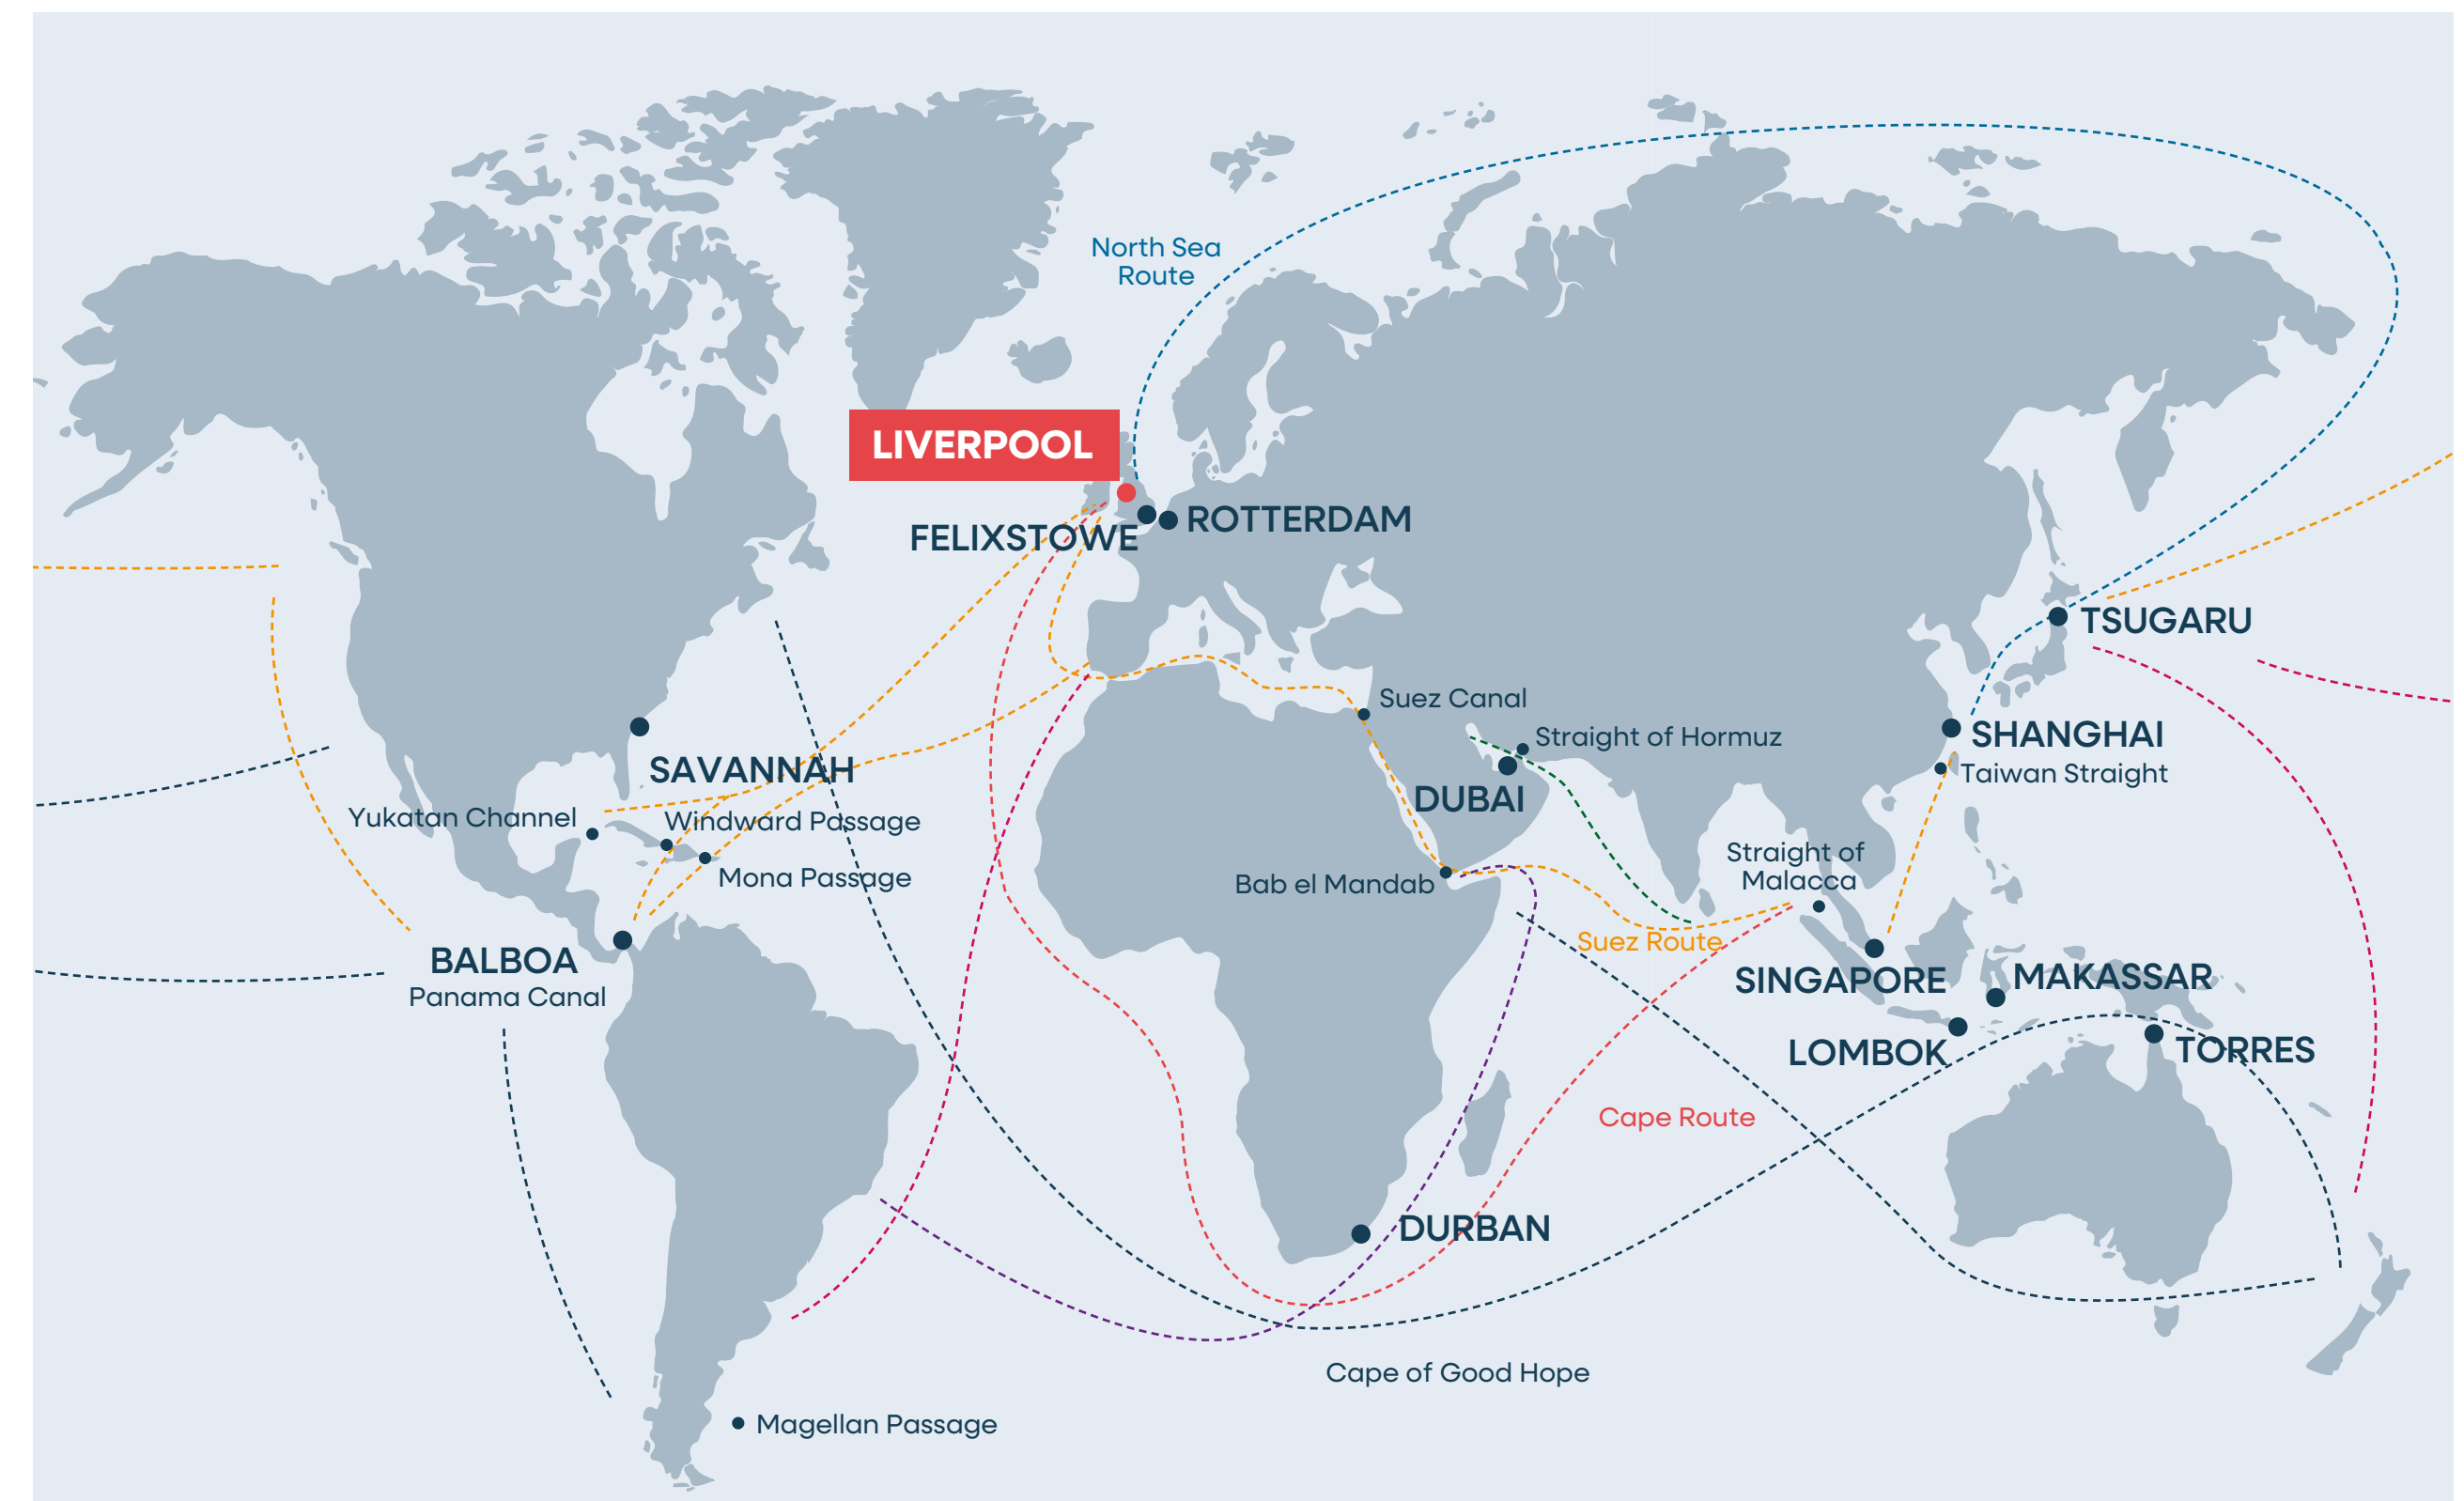 North Sea
Route
LIVERPOOL
ROTTERDAM
FELIXSTOWE
TSUGARU
Suez Canal
SHANGHAI
Straight of Hormuz
SAVANNAH
Taiwan Straight
DUBAI
Yukatan Channel
Windward Passage
Straight of
Malacca
Mona Passage
Bab el Mandab
Suez Route
BALBOA
Panama Canal
SINGAPORE
MAKASSAR
LOMBOK
TORRES
Cape Route
DURBAN
Cape of Good Hope
Magellan Passage